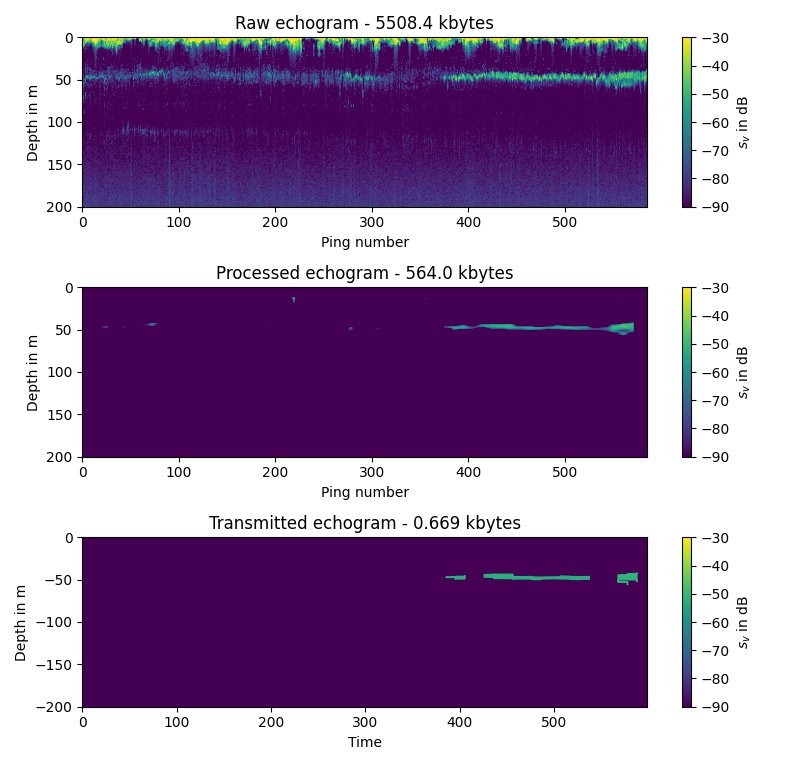 Raw echogram - 5508.4 kbytes
0
50
100
150
200
Depth in m
0 100 200 300 400 500
Ping number
−30
−40
−50
−60
−70
−80
−90
sv in dB
Processed echogram - 564.0 kbytes
0
50
100
150
200
Depth in m
0 100 200 300 400 500
Ping number
−30
−40
−50
−60
−70
−80
−90
sv in dB
Transmitted echogram - 0.669 kbytes
0
−50
−100
−150
−200
Depth in m
0 100 200 300 400 500
Time
−30
−40
−50
−60
−70
−80
−90
sv in dB